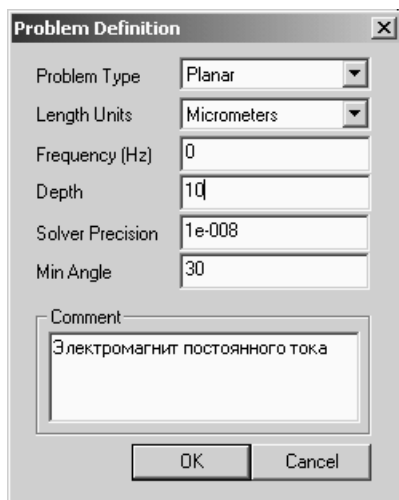 Problem Definition
Problem Type Planar
Length Units Micrometers
Frequency (Hz) 0
Depth 10
Solver Precision 1e-008
Min Angle 30
Comment
Электромагнит постоянного тока
OK Cancel